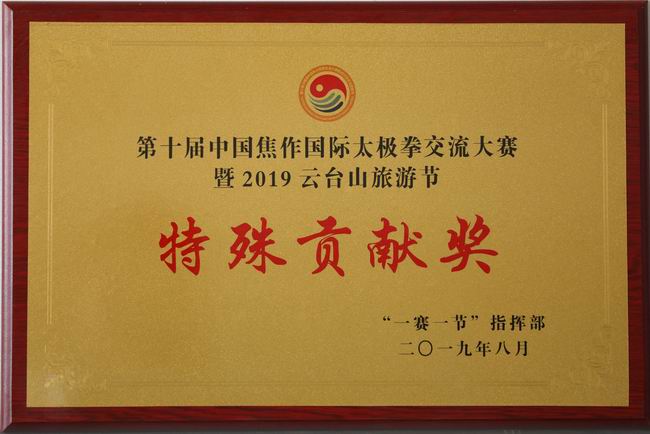 第十届中国焦作国际太极拳交流大赛
暨2019云台山旅游节
特殊贡献奖
“一赛一节”指挥部
二〇一九年八月